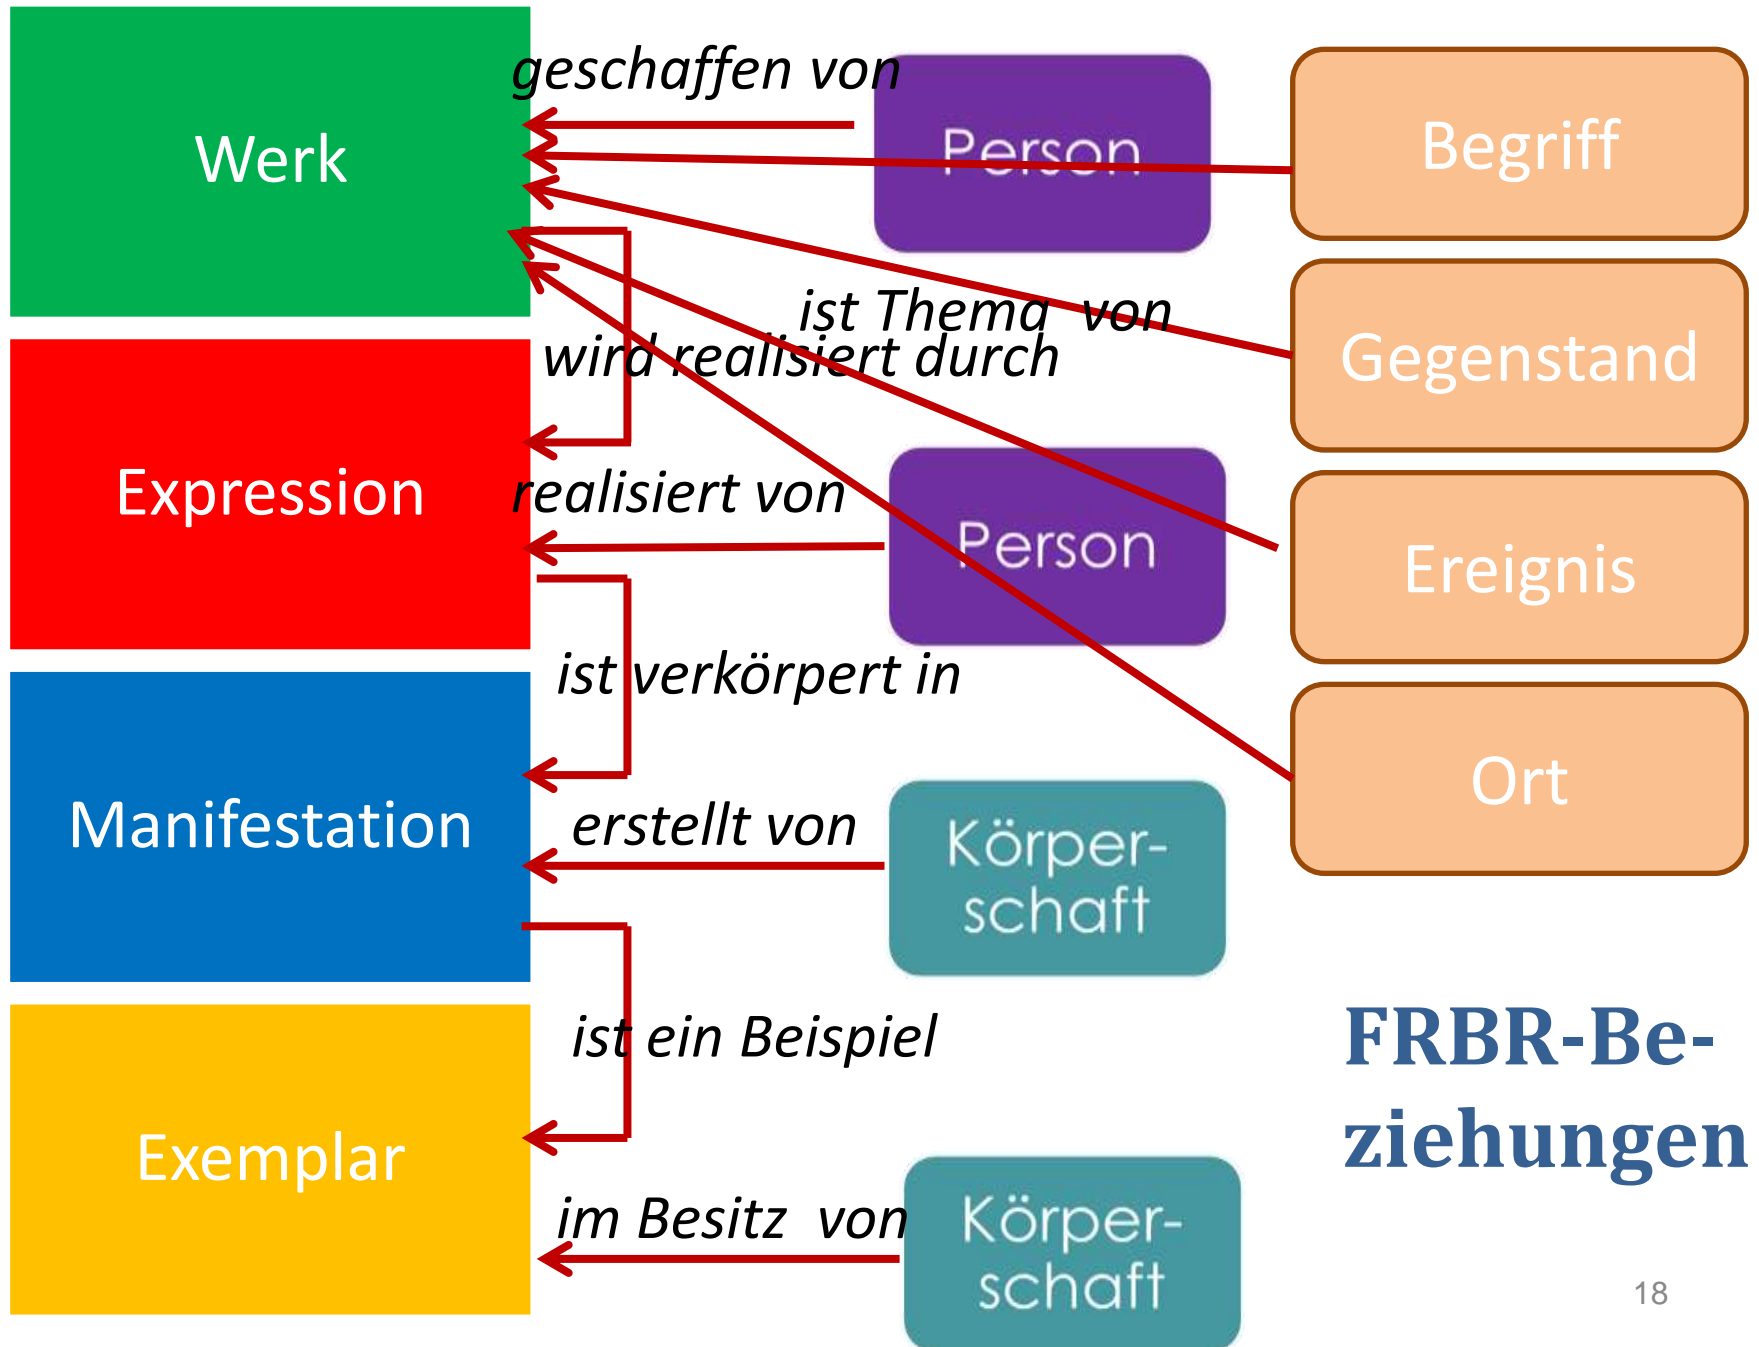 geschaffen von
Werk
Person
Begriff
ist Thema  von
wird realisiert durch
Gegenstand
Expression
realisiert von
Person
Ereignis
ist verkörpert in
Manifestation
erstellt von
Körper-
schaft
Ort
ist ein Beispiel
FRBR-Be-
ziehungen
Exemplar
im Besitz  von
Körper-
schaft
18